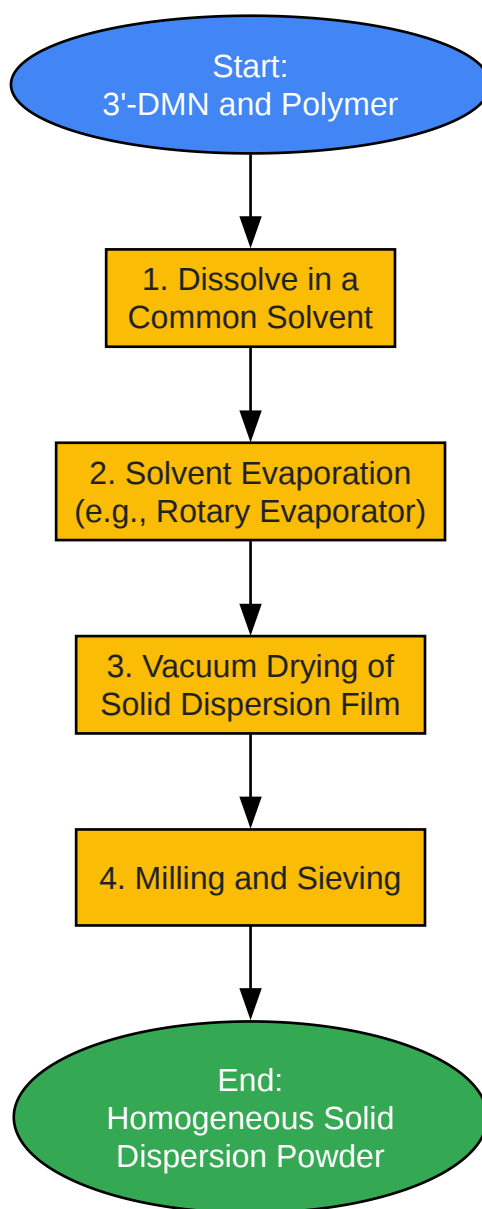 Start:
3'-DMN and Polymer
1. Dissolve in a
Common Solvent
2. Solvent Evaporation
(e.g., Rotary Evaporator)
3. Vacuum Drying of
Solid Dispersion Film
4. Milling and Sieving
End:
Homogeneous Solid
Dispersion Powder